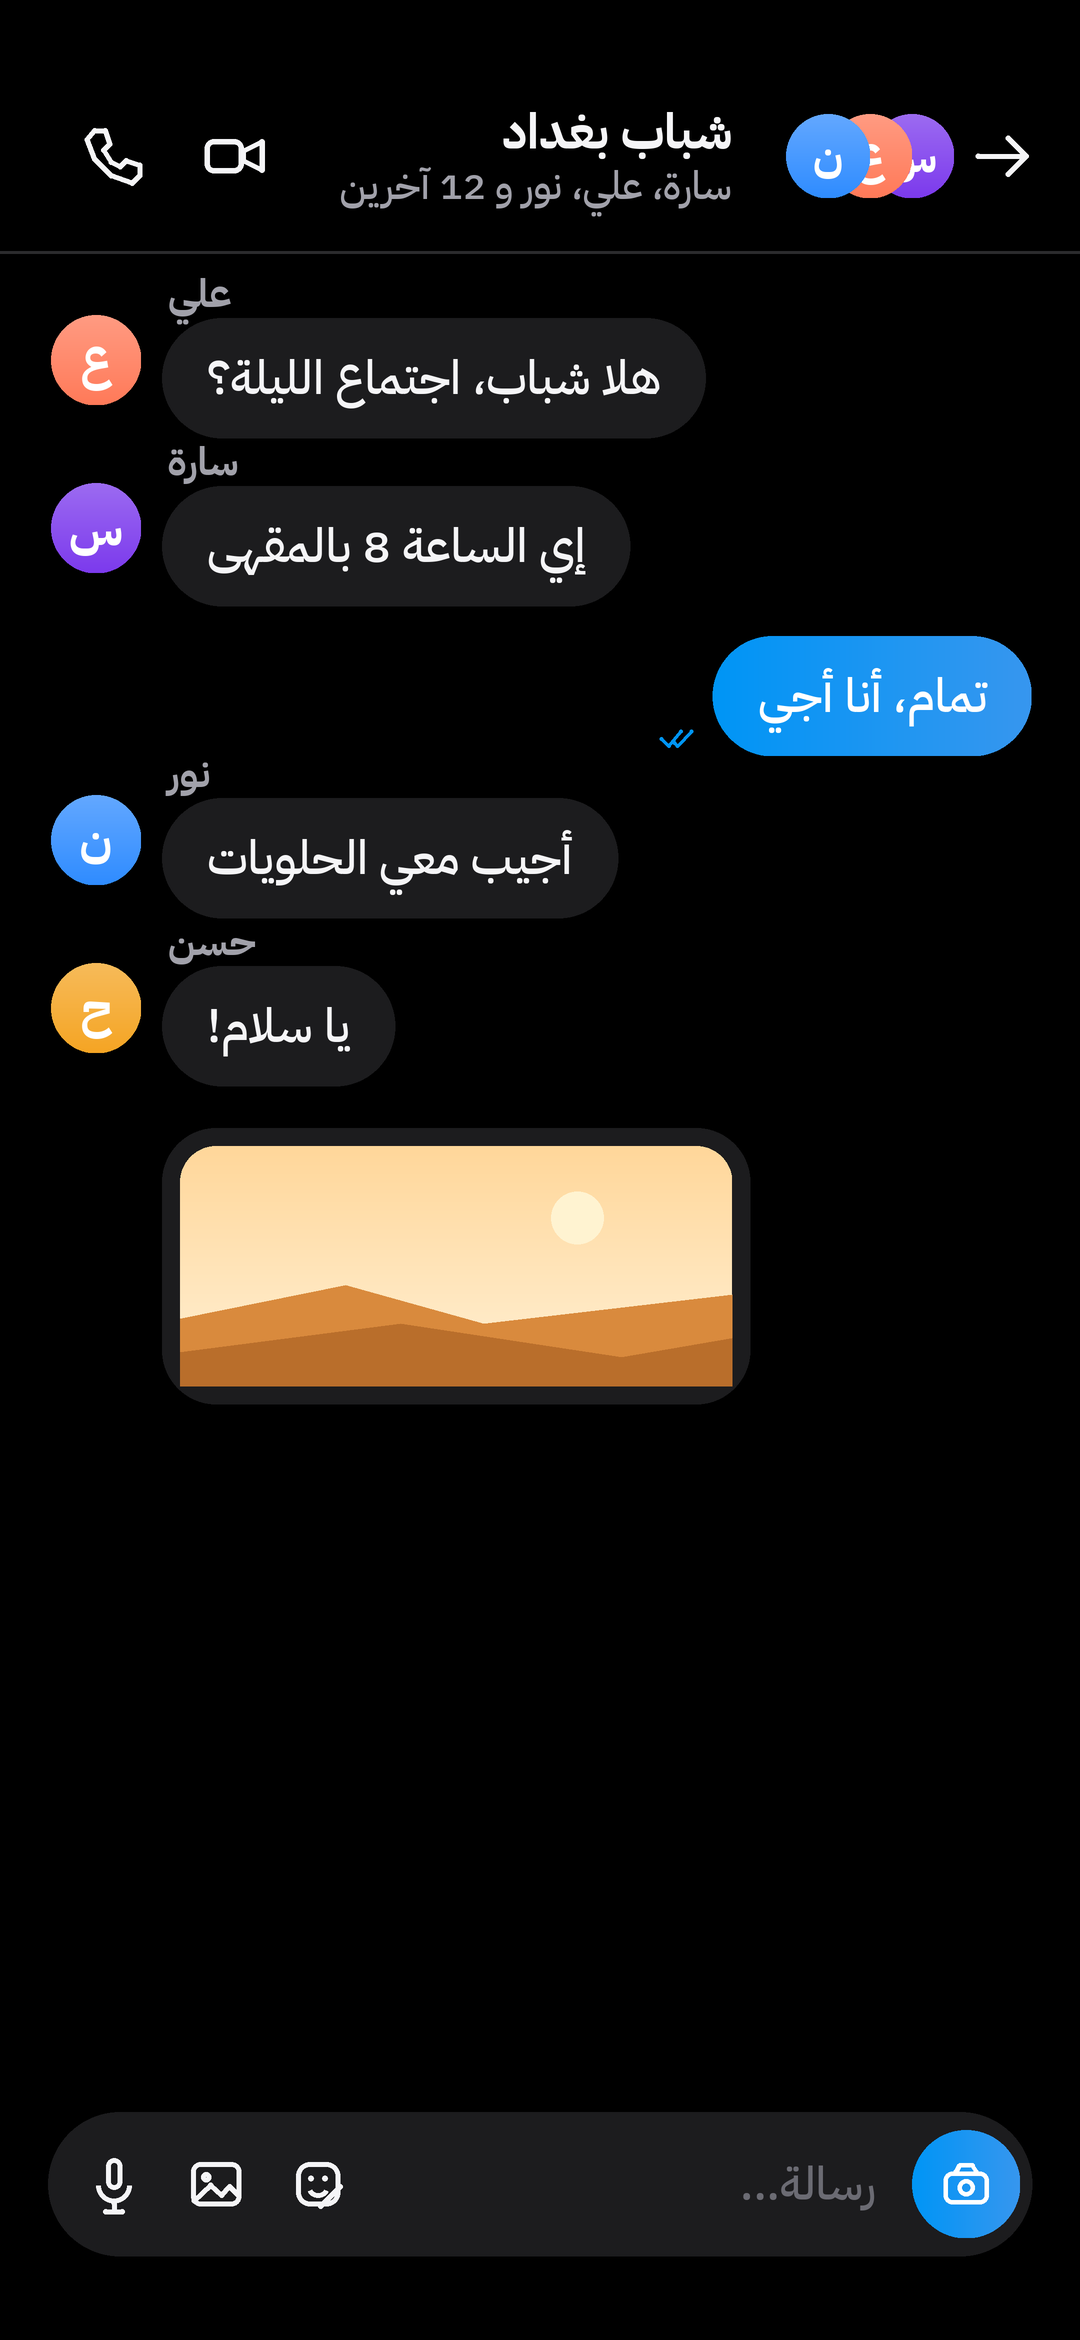 شباب بغداد
سارة، علي، نور و 12 آخرين
س
ع
ن
علي
ع
هلا شباب، اجتماع الليلة؟
سارة
س
إي الساعة 8 بالمقهى
تمام، أنا أجي
نور
ن
أجيب معي الحلويات
حسن
ح
يا سلام!
رسالة...